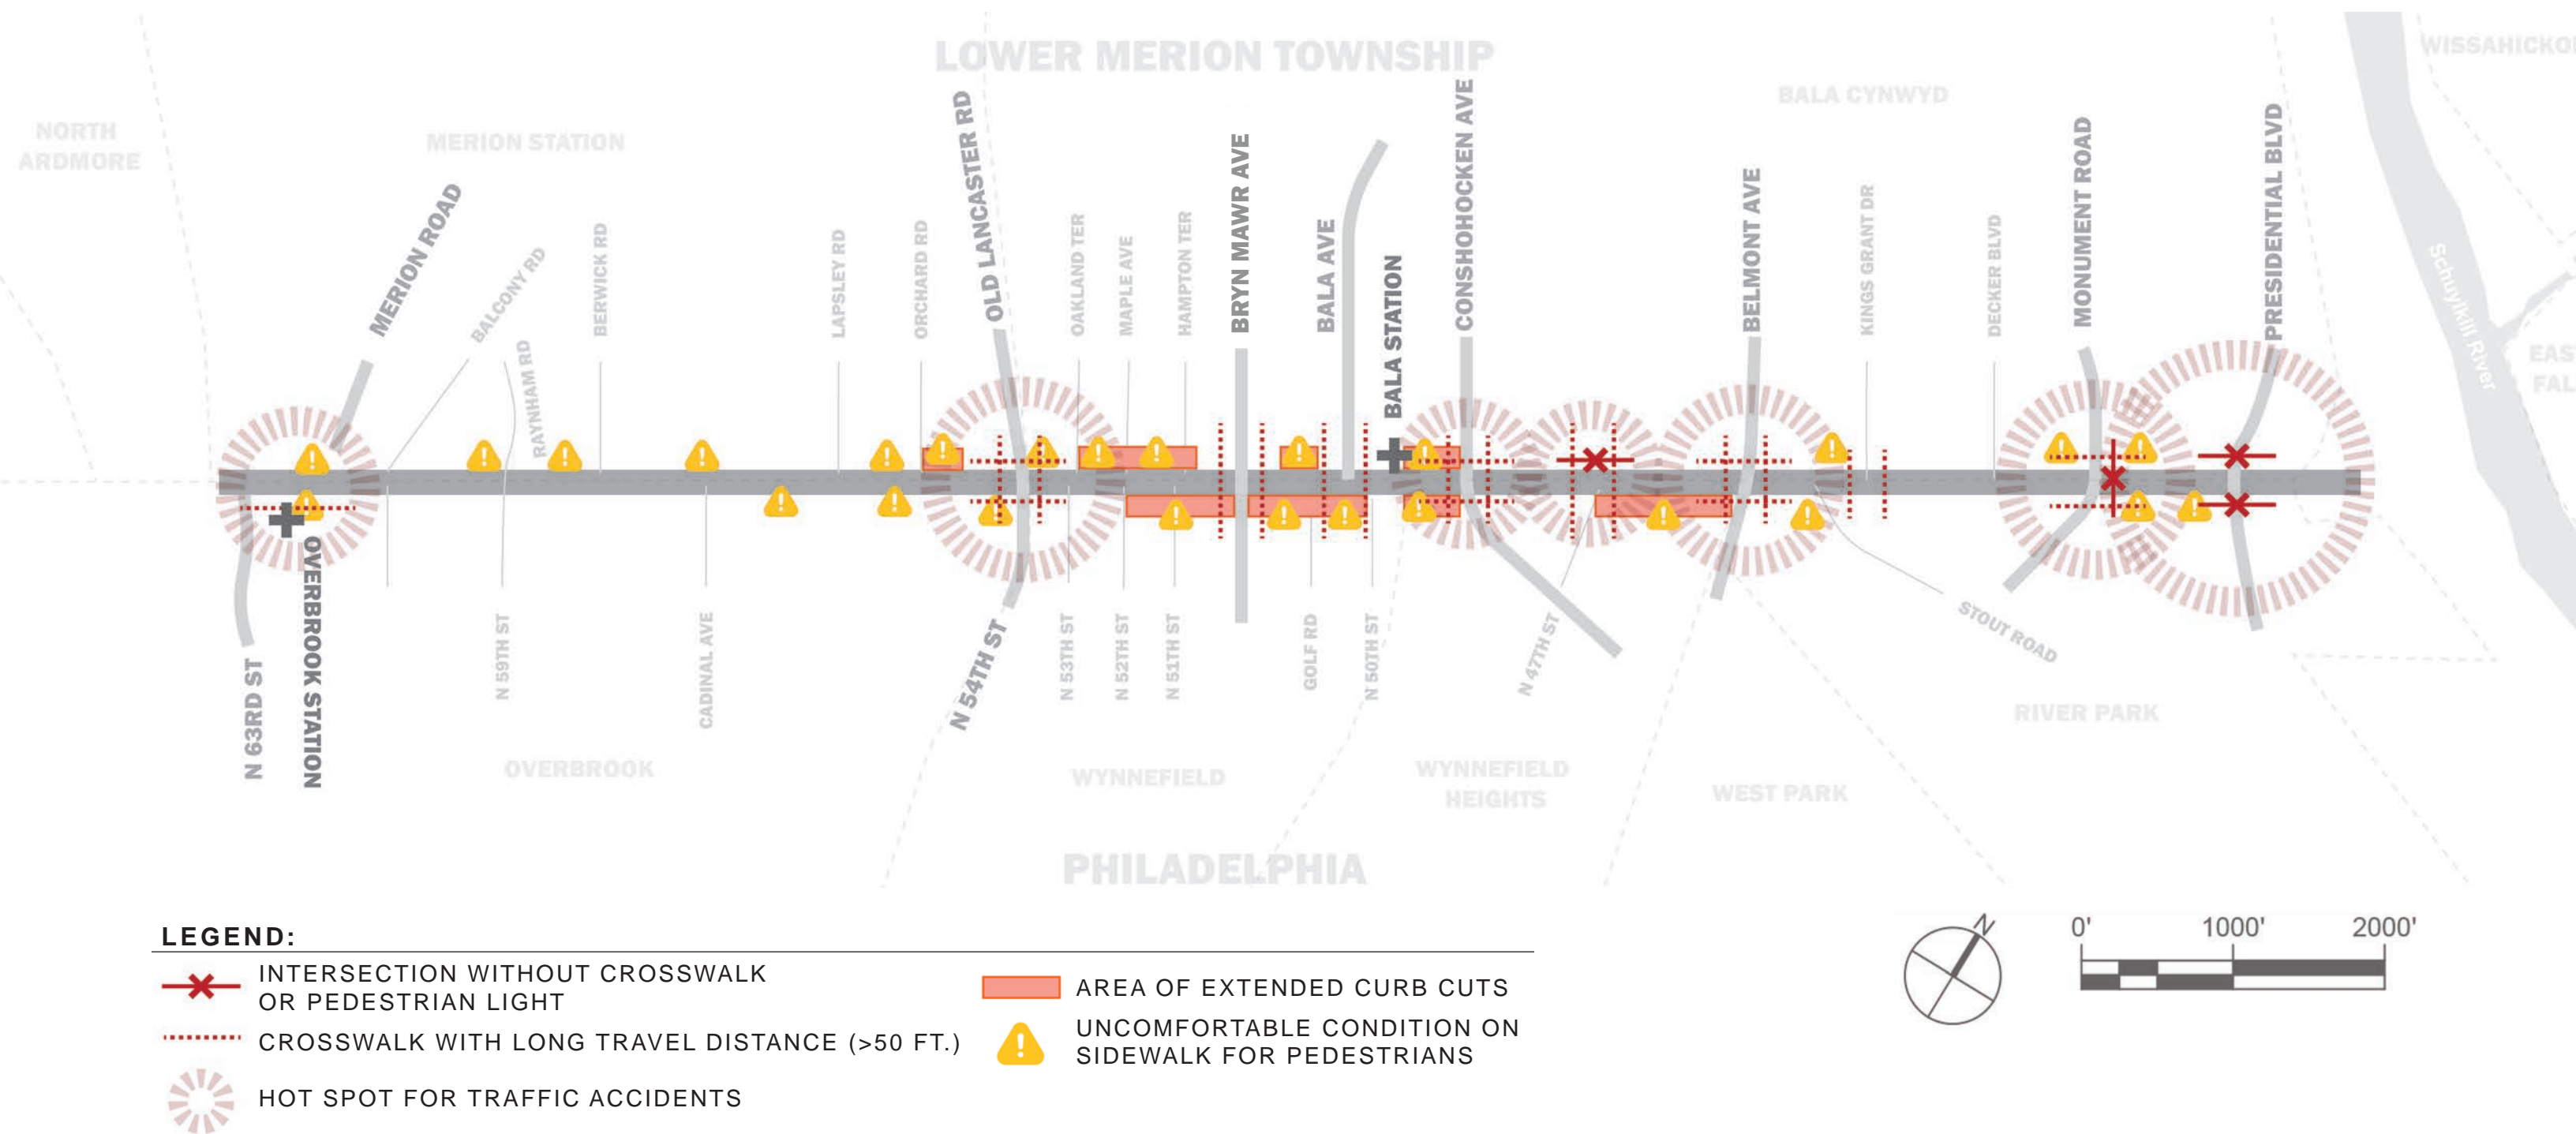 LOWER MERION TOWNSHIP
WISSAHICKO
NORTH
ARDMORE
MERION STATION
BALA CYNWYD
MERION ROAD
BALCONY RD
RAYNHAM RD
BERWICK RD
LAPSLEY RD
ORCHARD RD
OLD LANCASTER RD
OAKLAND TER
MAPLE AVE
HAMPTON TER
BRYN MAWR AVE
BALA AVE
BALA STATION
CONSHOHOCKEN AVE
BELMONT AVE
KINGS GRANT DR
DECKER BLVD
MONUMENT ROAD
PRESIDENTIAL BLVD
Schuylkill River
EAS
FAL
N 63RD ST
OVERBROOK STATION
N 59TH ST
CADINAL AVE
N 54TH ST
N 53TH ST
N 52TH ST
N 51TH ST
GOLF RD
N 50TH ST
N 47TH ST
STOUT ROAD
OVERBROOK
WYNNEFIELD
WYNNEFIELD
HEIGHTS
WEST PARK
RIVER PARK
PHILADELPHIA
LEGEND:
INTERSECTION WITHOUT CROSSWALK
OR PEDESTRIAN LIGHT
CROSSWALK WITH LONG TRAVEL DISTANCE (>50 FT.)
HOT SPOT FOR TRAFFIC ACCIDENTS
AREA OF EXTENDED CURB CUTS
UNCOMFORTABLE CONDITION ON
SIDEWALK FOR PEDESTRIANS
N
0' 1000' 2000'